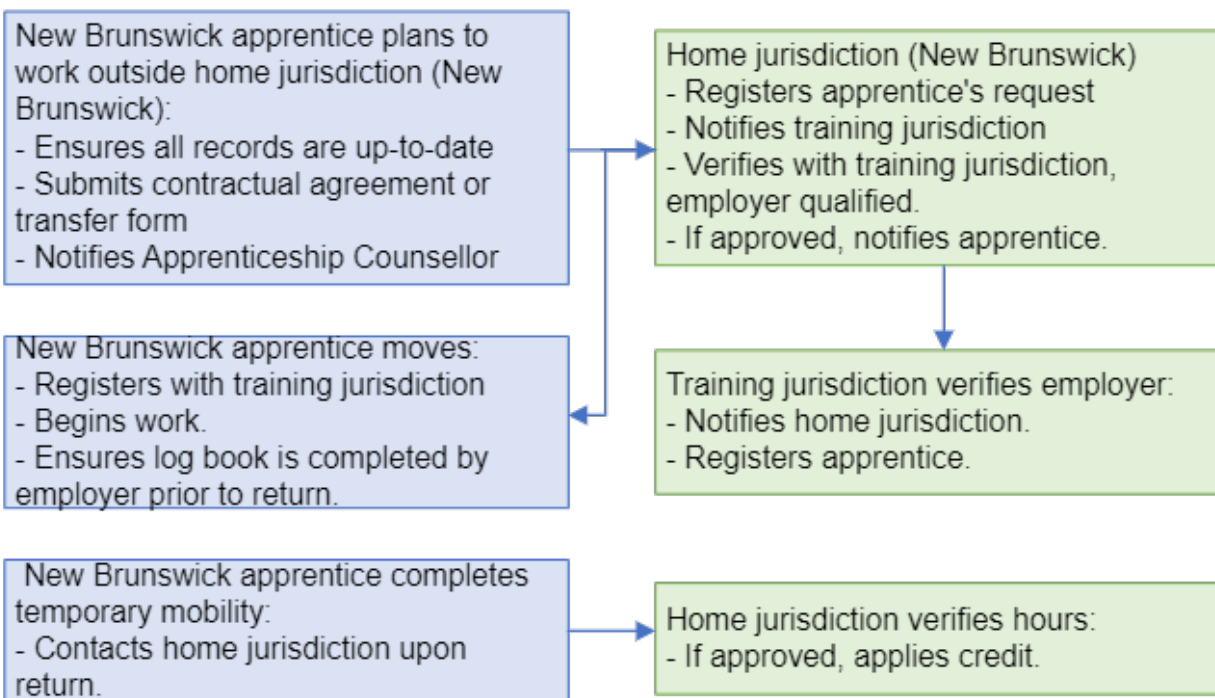 New Brunswick apprentice plans to
work outside home jurisdiction (New
Brunswick):
- Ensures all records are up-to-date
- Submits contractual agreement or
transfer form
- Notifies Apprenticeship Counsellor
Home jurisdiction (New Brunswick)
- Registers apprentice's request
- Notifies training jurisdiction
- Verifies with training jurisdiction,
employer qualified.
- If approved, notifies apprentice.
New Brunswick apprentice moves:
- Registers with training jurisdiction
- Begins work.
- Ensures log book is completed by
employer prior to return.
Training jurisdiction verifies employer:
- Notifies home jurisdiction.
- Registers apprentice.
New Brunswick apprentice completes
temporary mobility:
- Contacts home jurisdiction upon
return.
Home jurisdiction verifies hours:
- If approved, applies credit.